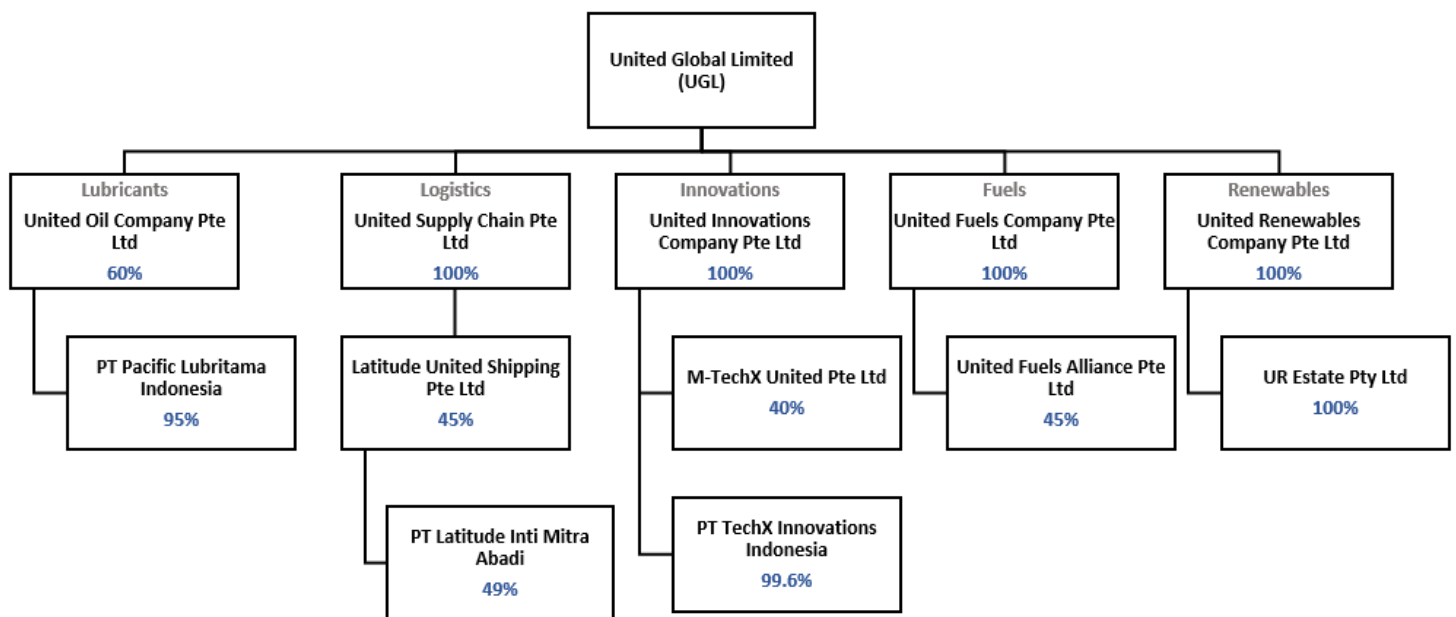 United Global Limited
(UGL)
Lubricants
United Oil Company Pte
Ltd
60%
Logistics
United Supply Chain Pte
Ltd
100%
Innovations
United Innovations
Company Pte Ltd
100%
Fuels
United Fuels Company Pte
Ltd
100%
Renewables
United Renewables
Company Pte Ltd
100%
PT Pacific Lubritama
Indonesia
95%
Latitude United Shipping
Pte Ltd
45%
M-TechX United Pte Ltd
40%
United Fuels Alliance Pte
Ltd
45%
UR Estate Pty Ltd
100%
PT Latitude Inti Mitra
Abadi
49%
PT TechX Innovations
Indonesia
99.6%